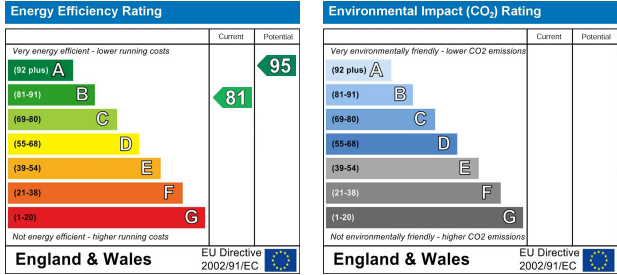 Energy Efficiency Rating
Current Potential
Very energy efficient - lower running costs
(92 plus) A
95
(81-91) B
81
(69-80) C
(55-68) D
(39-54) E
(21-38) F
(1-20) G
Not energy efficient - higher running costs
England & Wales
EU Directive
2002/91/EC
Environmental Impact (CO2) Rating
Current Potential
Very environmentally friendly - lower CO2 emissions
(92 plus) A
(81-91) B
(69-80) C
(55-68) D
(39-54) E
(21-38) F
(1-20) G
Not environmentally friendly - higher CO2 emissions
England & Wales
EU Directive
2002/91/EC